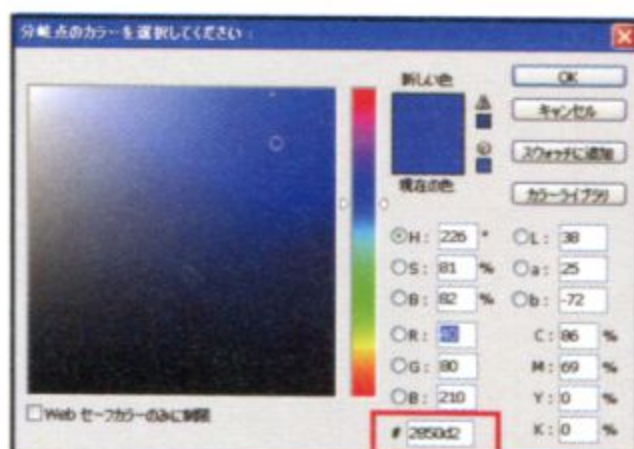 分岐点のカラーを選択してください:
新しい色
現在の色
OK
キャンセル
スウォッチに追加
カラーライブラリ
H: 226 °
S: 81 %
B: 82 %
R: 40
G: 80
B: 210
# 2850d2
L: 38
a: 25
b: -72
C: 86 %
M: 69 %
Y: 0 %
K: 0 %
Web セーフカラーのみに制限